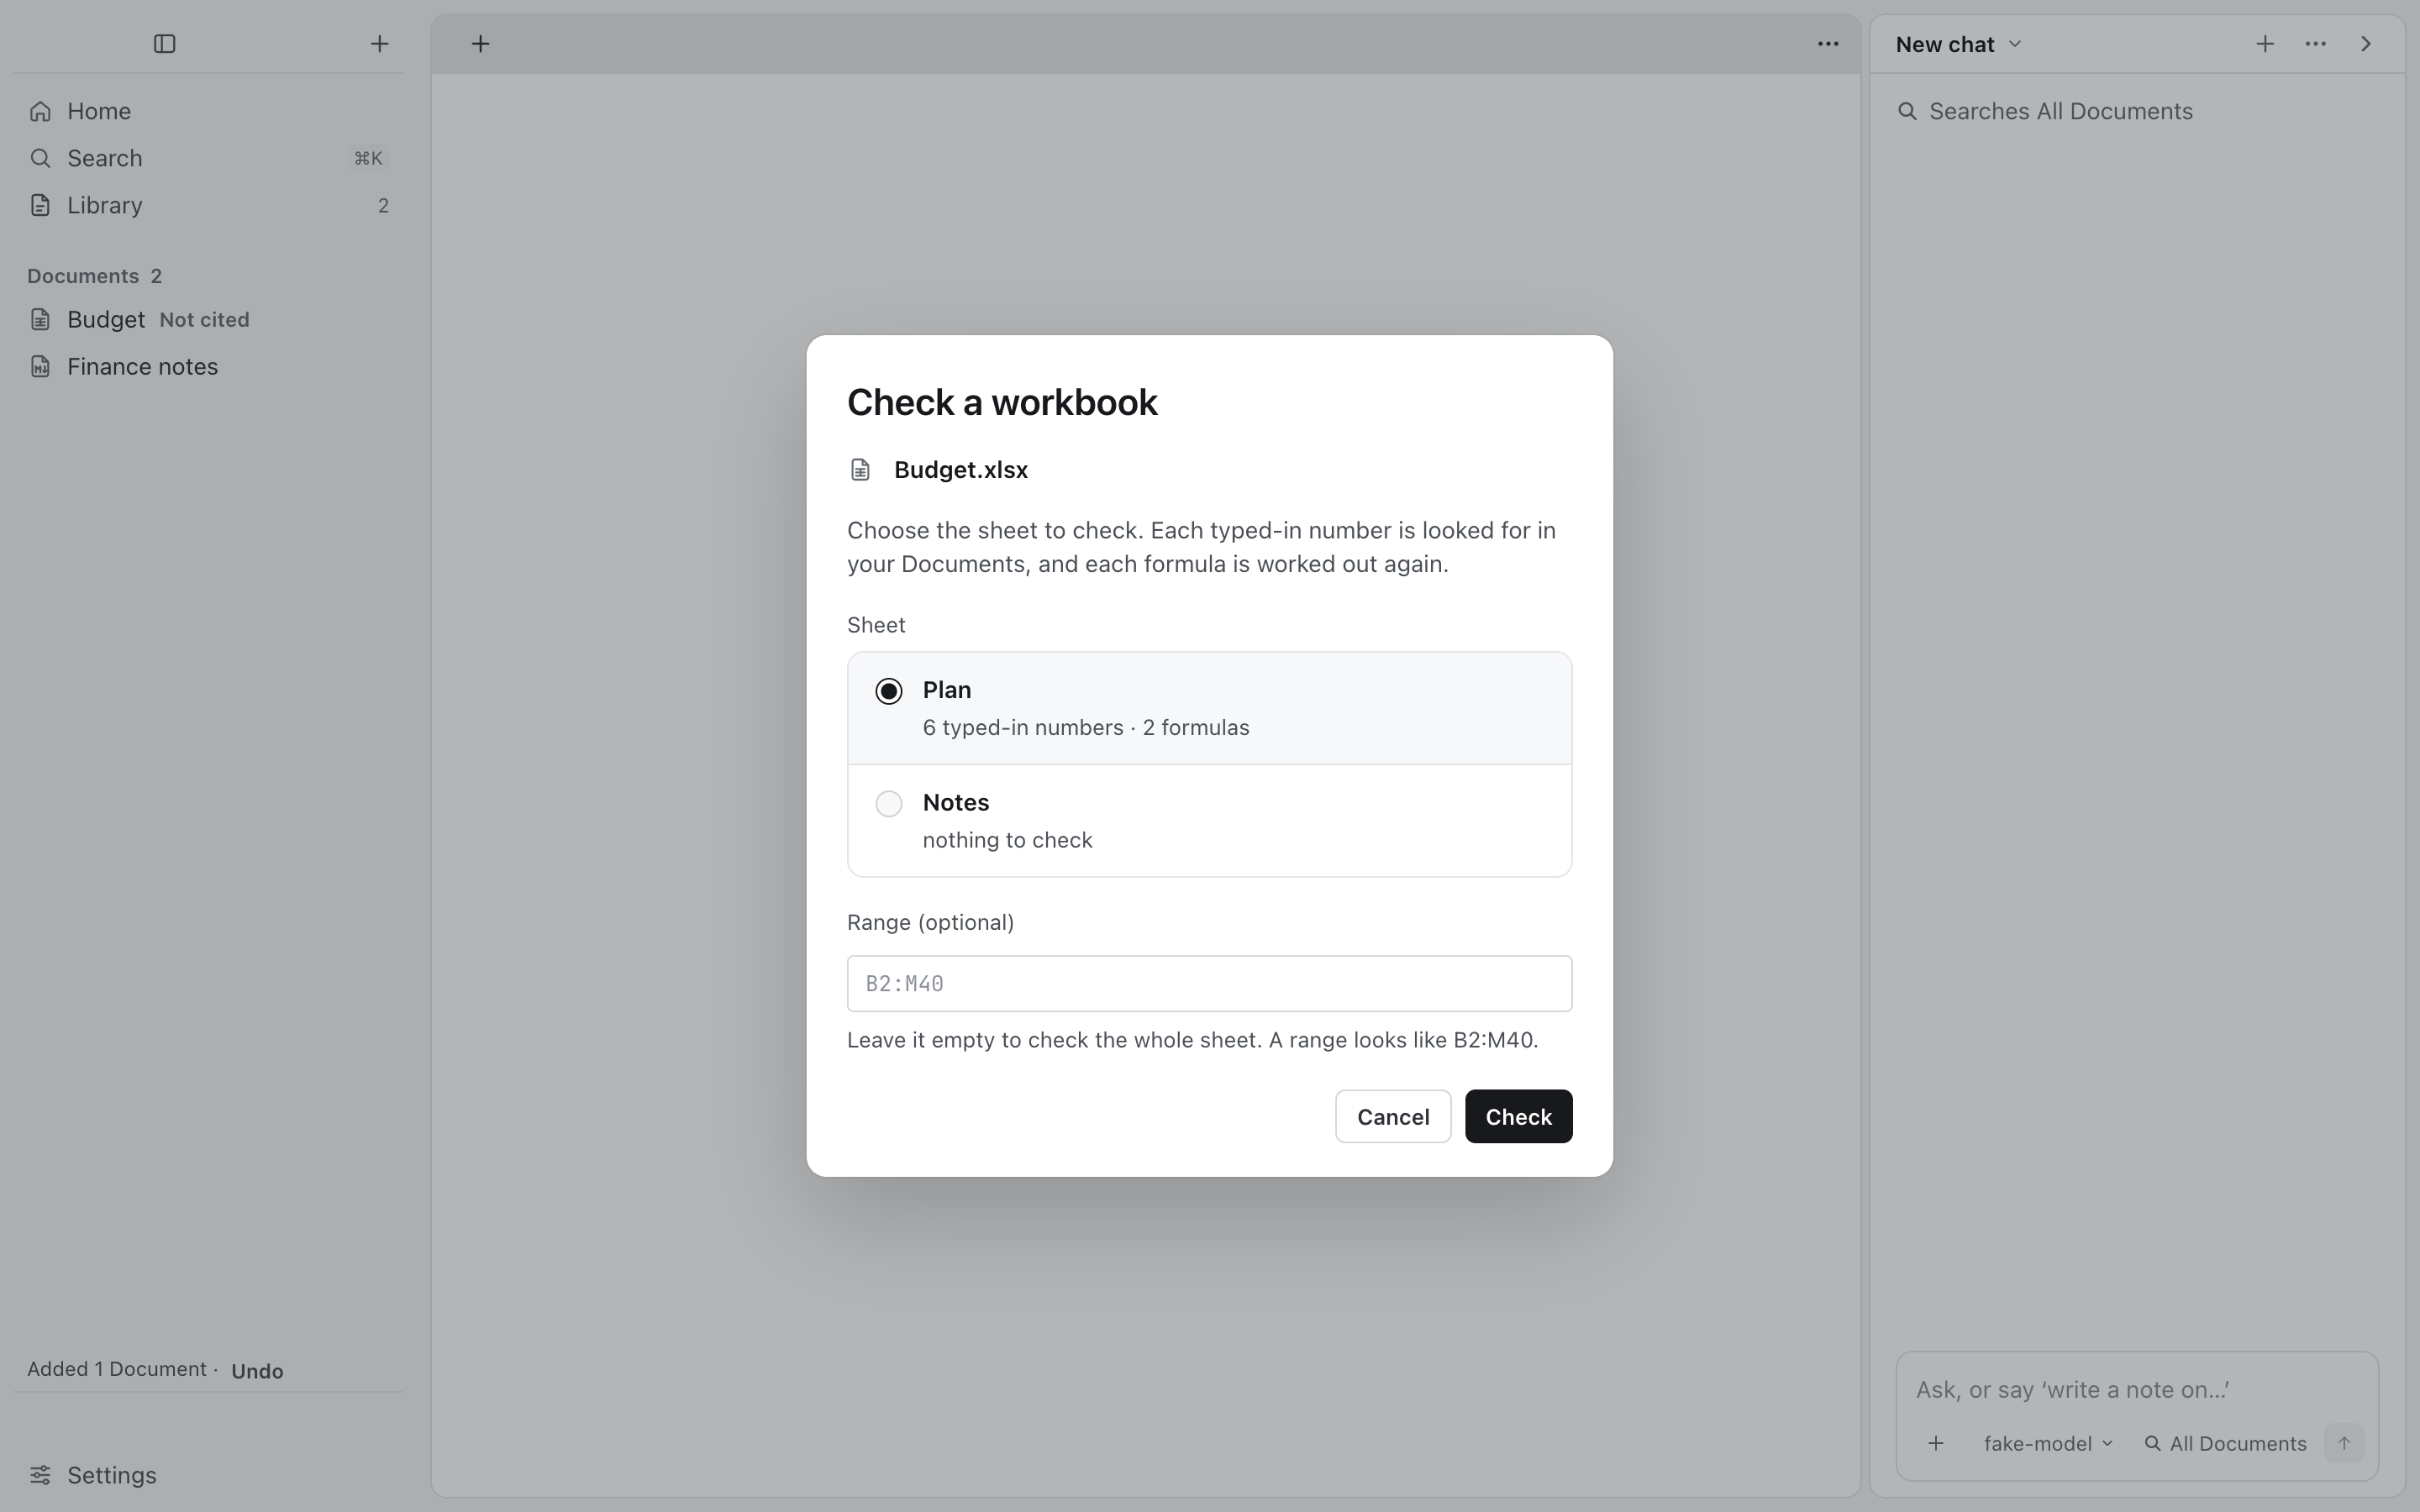 Home
Search ⌘K
Library 2
Documents 2
Budget Not cited
Finance notes
Added 1 Document · Undo
Settings
Check a workbook
Budget.xlsx
Choose the sheet to check. Each typed-in number is looked for in
your Documents, and each formula is worked out again.
Sheet
Plan
6 typed-in numbers · 2 formulas
Notes
nothing to check
Range (optional)
B2:M40
Leave it empty to check the whole sheet. A range looks like B2:M40.
Cancel Check
New chat
Searches All Documents
Ask, or say ‘write a note on...’
fake-model All Documents